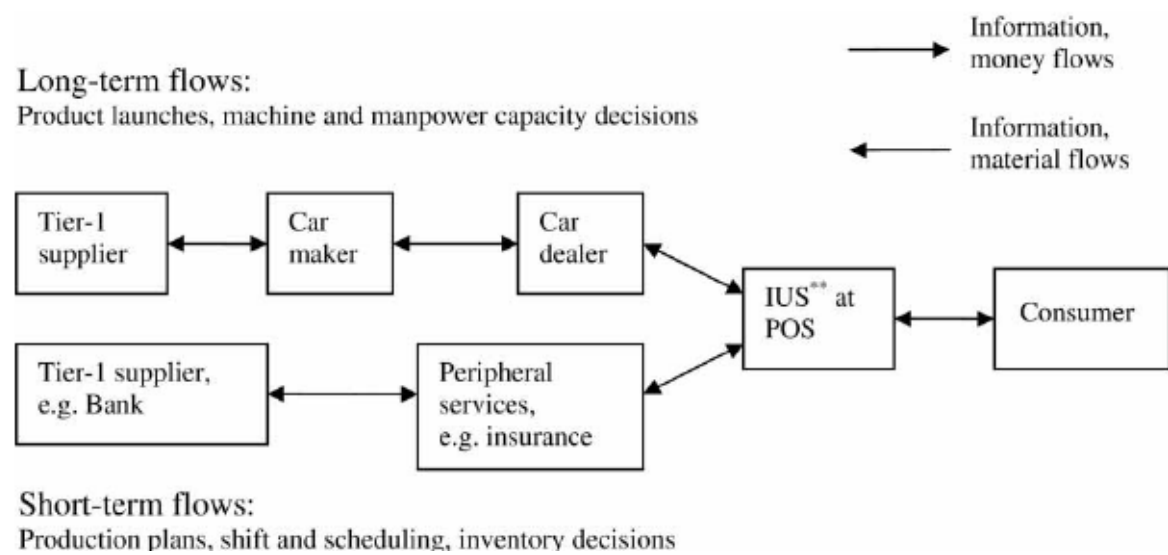 Information,
money flows
Long-term flows:
Product launches, machine and manpower capacity decisions
Information,
material flows
Tier-1
supplier
Car
maker
Car
dealer
IUS** at
POS
Consumer
Tier-1 supplier,
e.g. Bank
Peripheral
services,
e.g. insurance
Short-term flows:
Production plans, shift and scheduling, inventory decisions